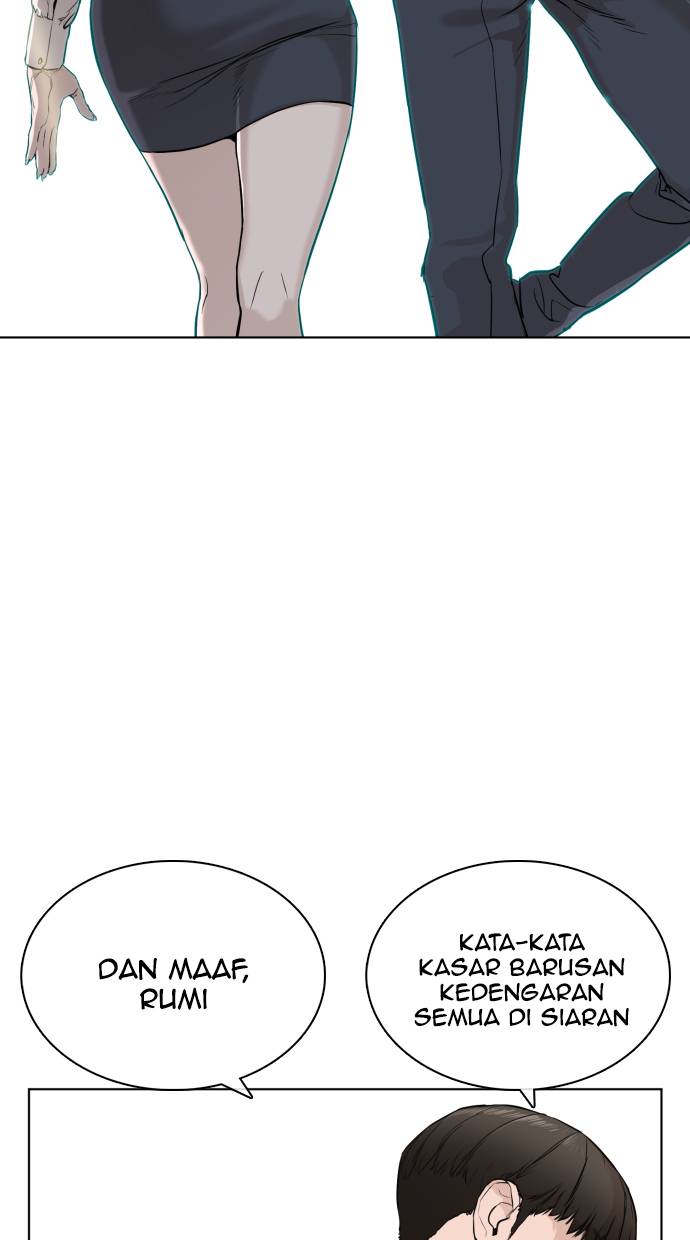 DAN MAAF,
RUMI
KATA-KATA
KASAR BARUSAN
KEDENGARAN
SEMUA DI SIARAN